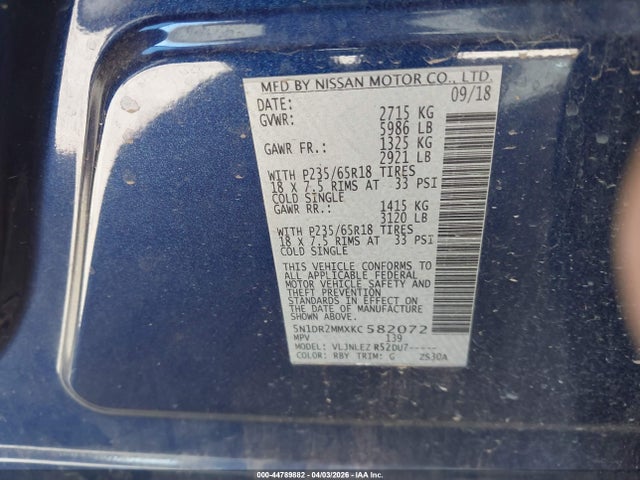 MFD BY NISSAN MOTOR CO., LTD.
DATE: 09/18
GVWR: 2715 KG
5986 LB
GAWR FR.: 1325 KG
2921 LB
WITH P235/65R18 TIRES
18 X 7.5 RIMS AT 33 PSI
COLD SINGLE
GAWR RR.: 1415 KG
3120 LB
WITH P235/65R18 TIRES
18 X 7.5 RIMS AT 33 PSI
COLD SINGLE
THIS VEHICLE CONFORMS TO
ALL APPLICABLE FEDERAL
MOTOR VEHICLE SAFETY AND
THEFT PREVENTION
STANDARDS IN EFFECT ON
THE DATE OF MANUFACTURE
SHOWN ABOVE.
5N1DR2MMXKC582072
MPV 139
MODEL: VLJNLEZ R52DU7-----
COLOR: RBY TRIM: G 2S30A
000-44789882 - 04/03/2026 - IAA Inc.